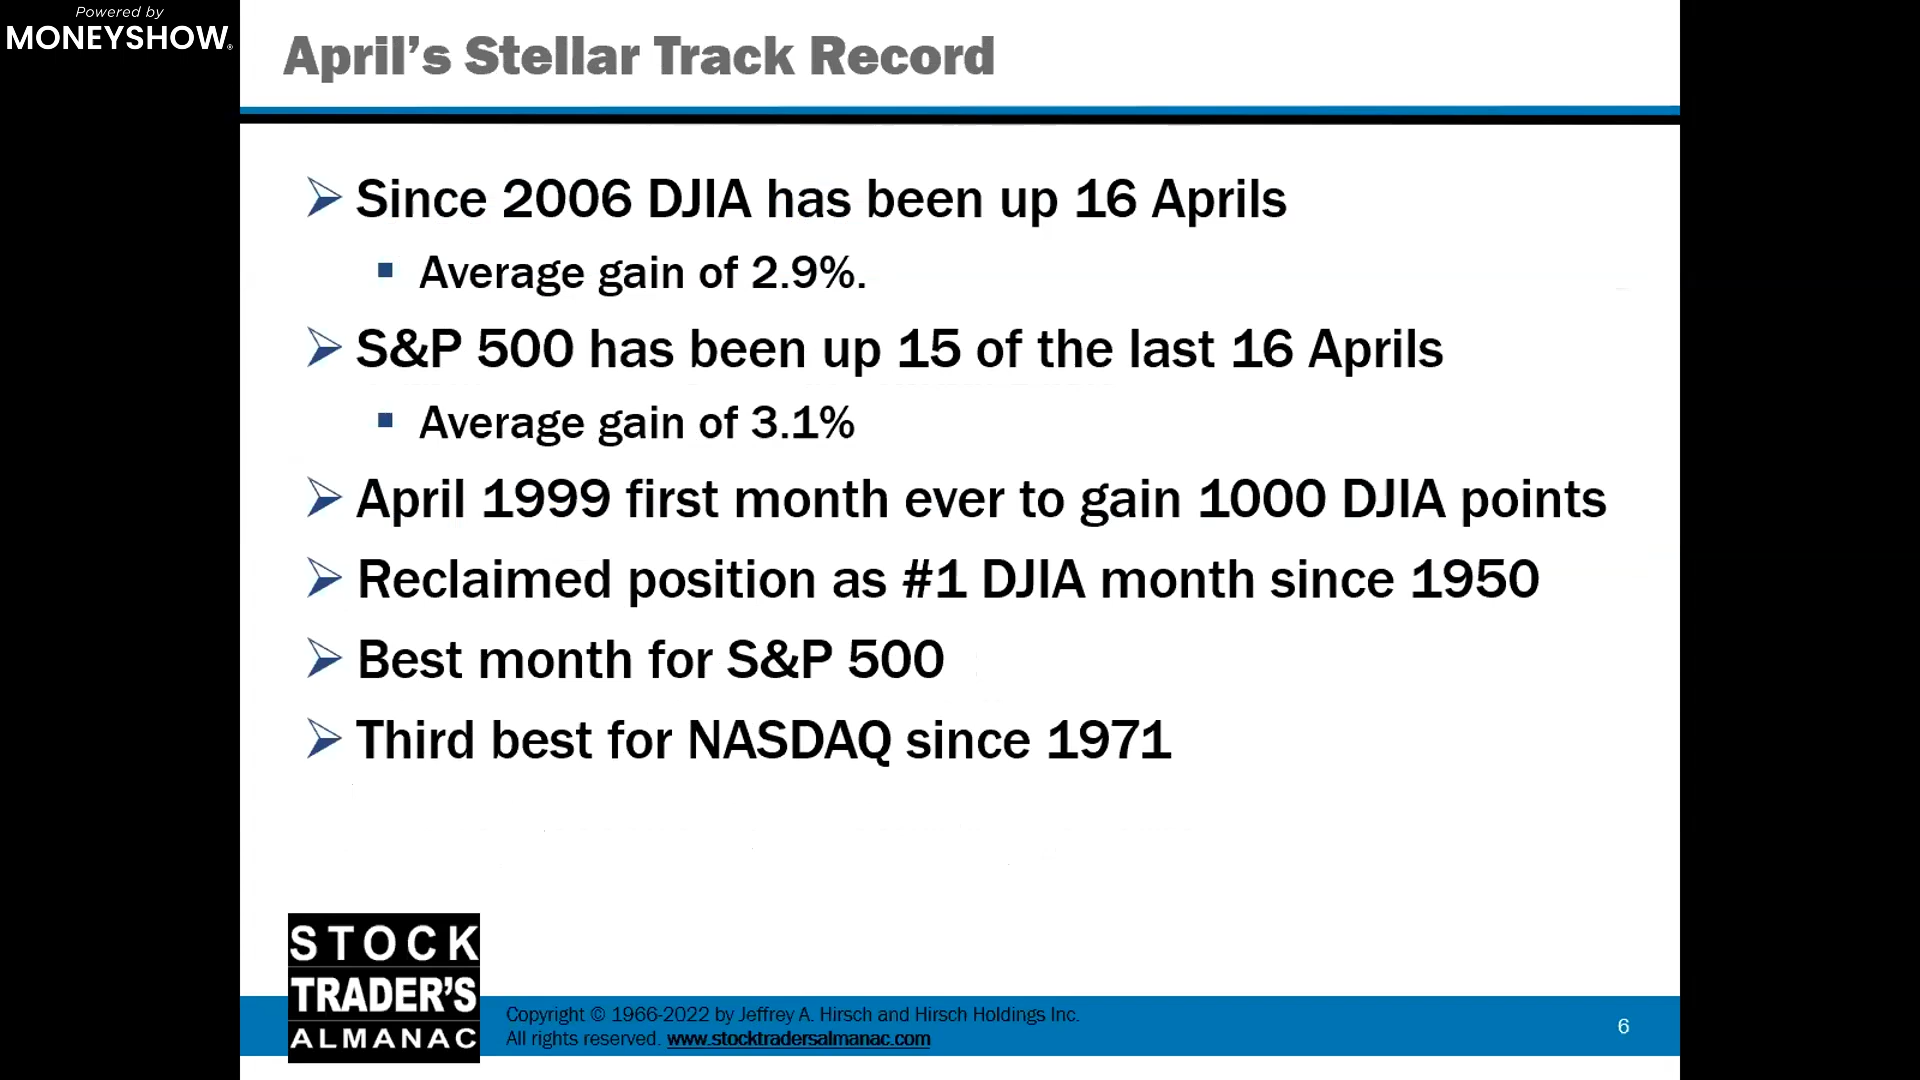 Powered by
MONEYSHOW®
April's Stellar Track Record
Since 2006 DJIA has been up 16 Aprils
Average gain of 2.9%.
S&P 500 has been up 15 of the last 16 Aprils
Average gain of 3.1%
April 1999 first month ever to gain 1000 DJIA points
Reclaimed position as #1 DJIA month since 1950
Best month for S&P 500
Third best for NASDAQ since 1971
STOCK
TRADER'S
ALMANAC
Copyright © 1966-2022 by Jeffrey A. Hirsch and Hirsch Holdings Inc.
All rights reserved. www.stocktradersalmanac.com
6